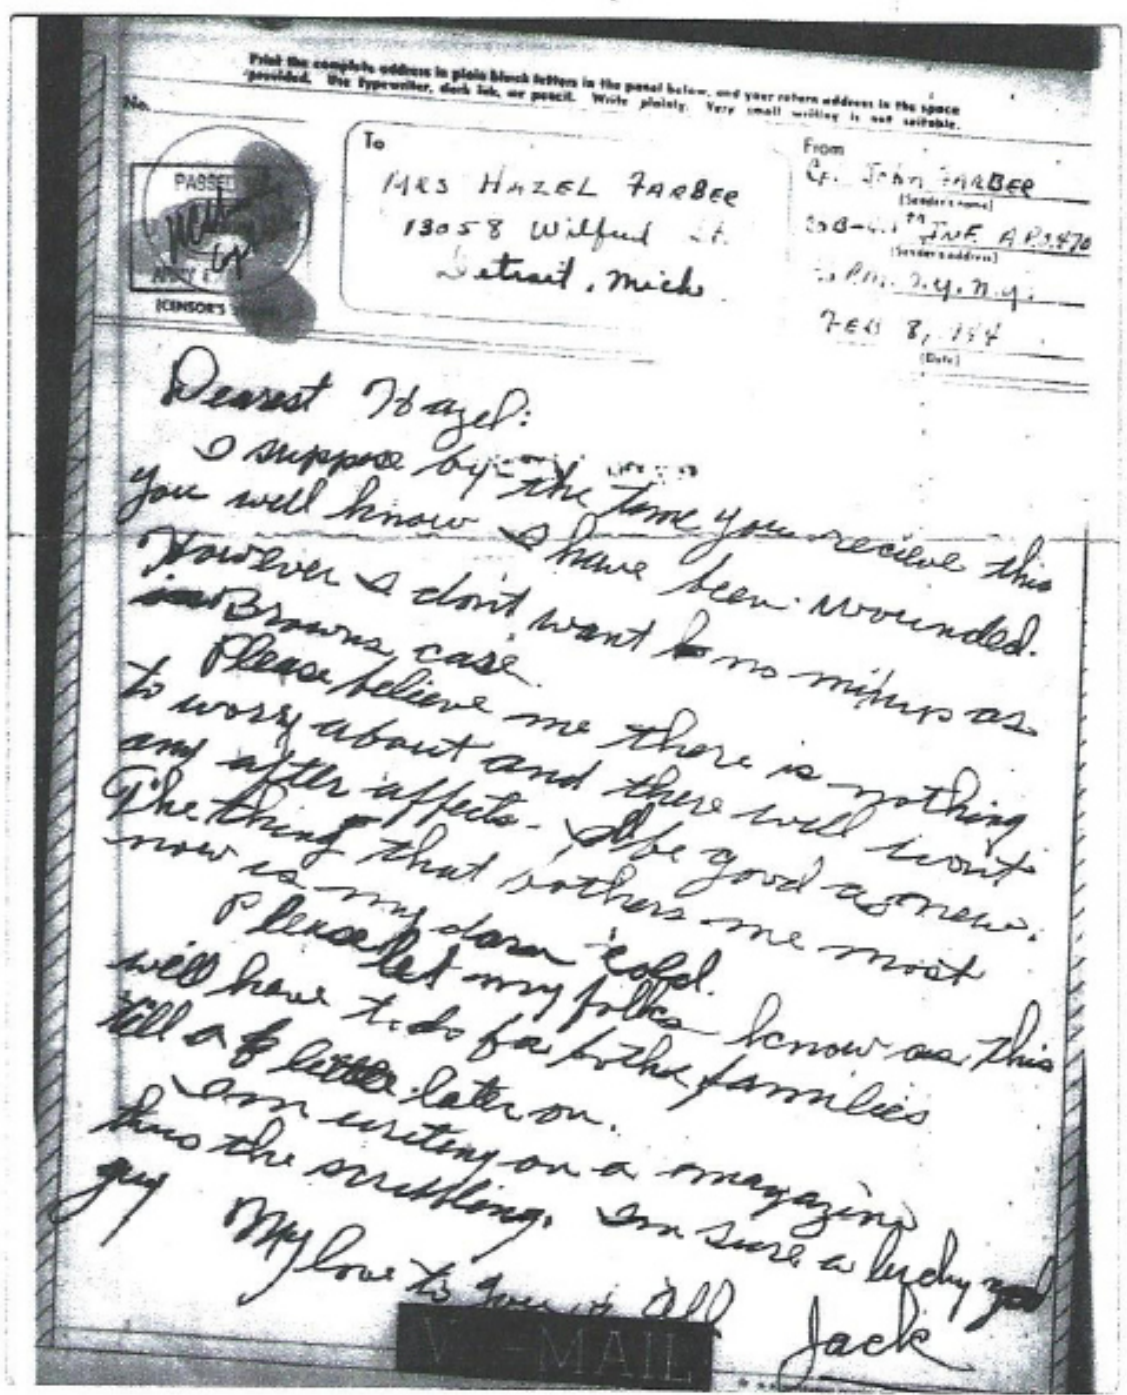 Print the complete address in plain block letters in the panel below, and your return address in the space
provided. Use typewriter, dark ink, or pencil. Write plainly. Very small writing is not suitable.
No.
PASSED
ARMY
(CENSOR'S
To
MRS HAZEL FARBER
13058 Wilfred St.
Detroit, Mich.
From
John FARBER
(Sender's name)
INF. A.P.O. 470
(Sender's address)
P.M. N.Y. N.Y.
FEB 8, 144
(Date)
Dearest Hazel:
I suppose by the time you recieve this
you will know I have been wounded.
However I don't want no mixups as
in Browns case.
Please believe me there is nothing
to worry about and there will won't
any after affects. I'll be good as new.
The thing that bothers me most
now is my darn cold.
Please let my folks know as this
will have to do for both families
till a little later on.
Am writing on a magazine
thus the scribbling. Im sure a lucky
guy
My love to you & all
Jack
V-MAIL